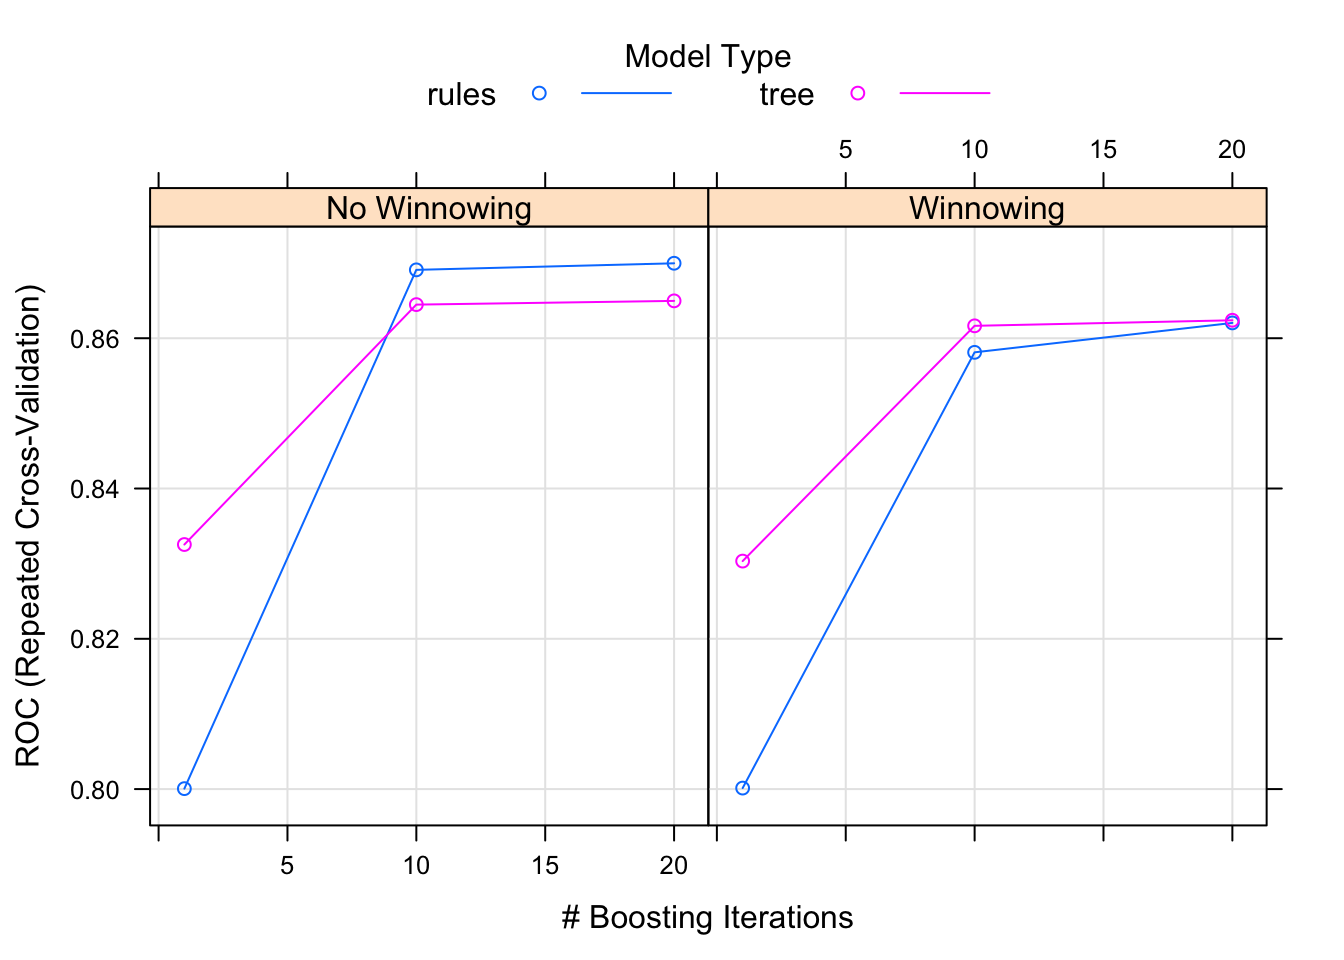 Model Type
rules tree
5 10 15 20
No Winnowing Winnowing
ROC (Repeated Cross-Validation)
0.86
0.84
0.82
0.80
5 10 15 20
# Boosting Iterations